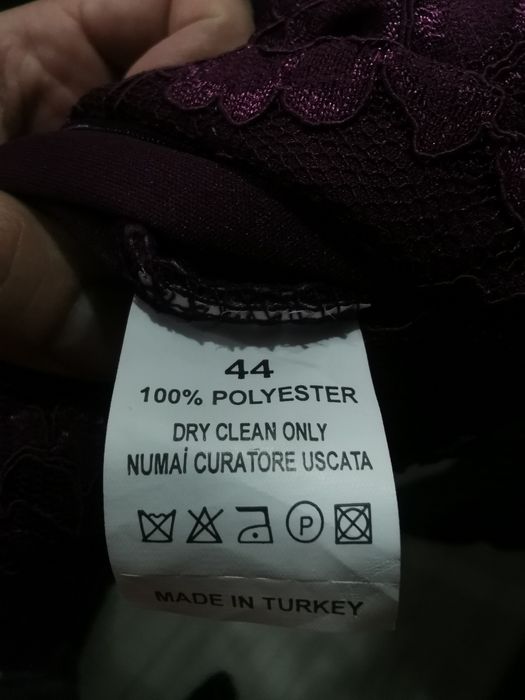 44
100% POLYESTER
DRY CLEAN ONLY
NUMAİ CURATORE USCATA
P
MADE IN TURKEY